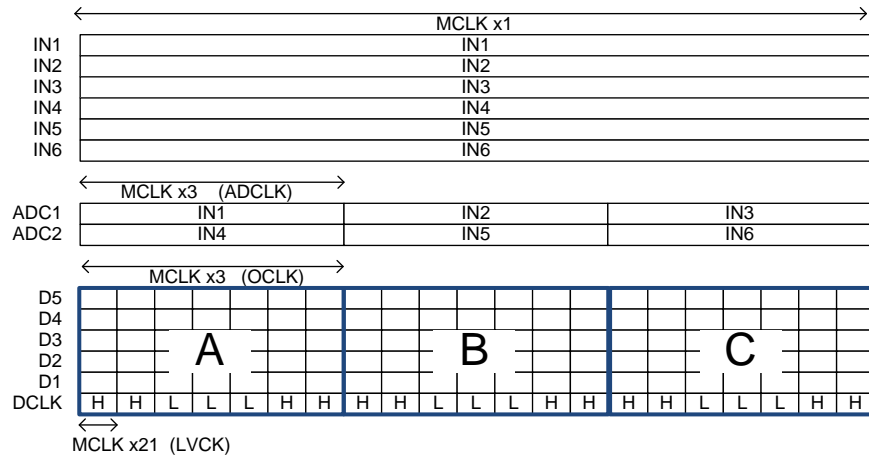 MCLK x1
IN1 IN1
IN2 IN2
IN3 IN3
IN4 IN4
IN5 IN5
IN6 IN6
MCLK x3 (ADCLK)
ADC1 IN1 IN2 IN3
ADC2 IN4 IN5 IN6
MCLK x3 (OCLK)
D5
D4
D3 A B C
D2
D1
DCLK H H L L L H H H H L L L H H H H L L L H H
MCLK x21 (LVCK)